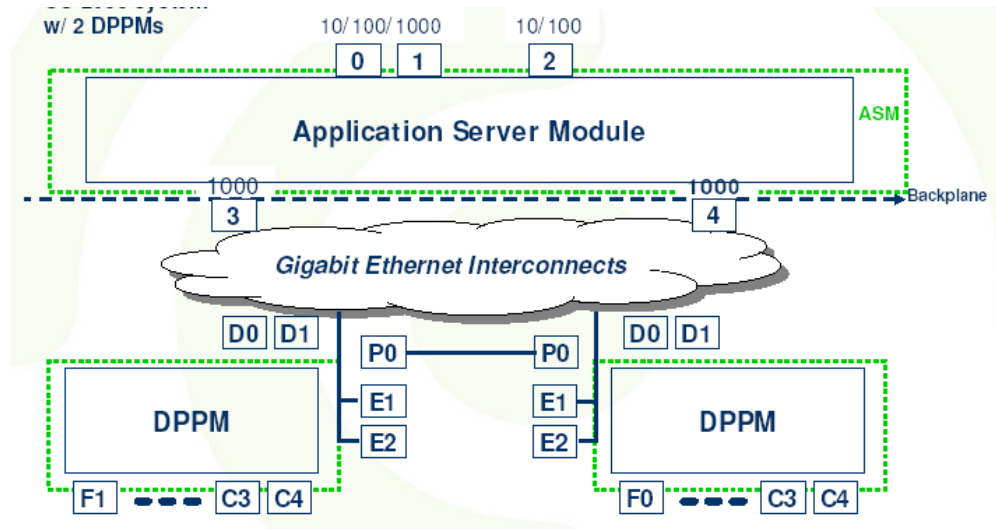 w/ 2 DPPMs
10/100/1000 10/100
0 1 2
ASM
Application Server Module
1000 1000
Backplane
3 4
Gigabit Ethernet Interconnects
D0 D1 D0 D1
P0 P0
E1 E1
DPPM DPPM
E2 E2
F1 C3 C4 F0 C3 C4